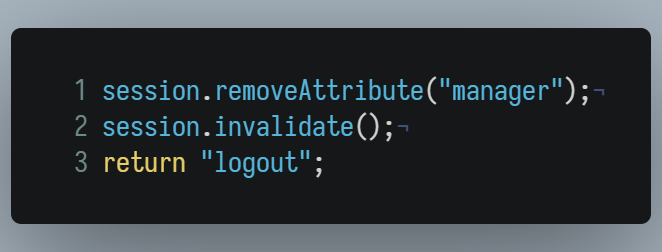 1 session.removeAttribute("manager");¬
2 session.invalidate();¬
3 return "logout";